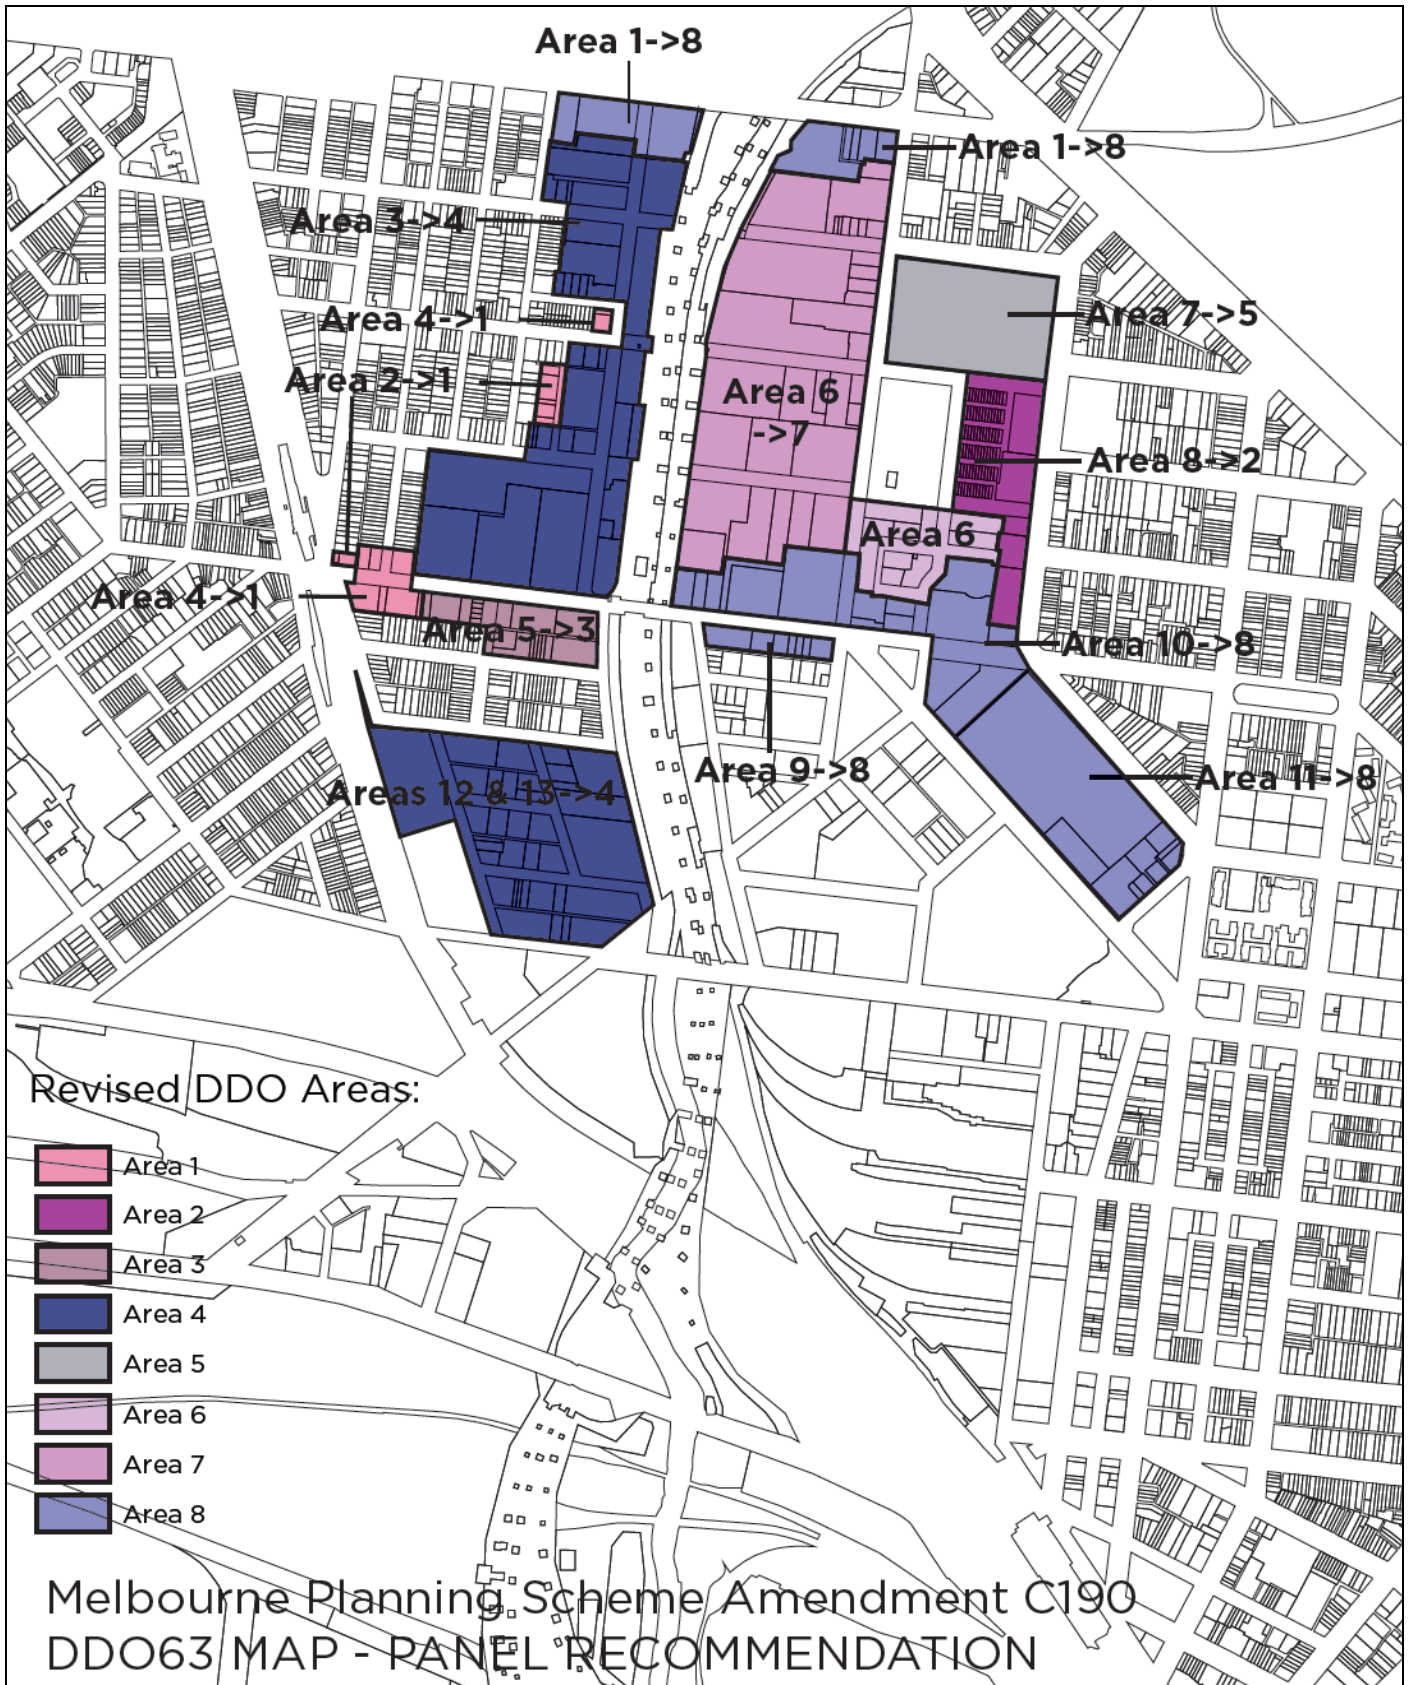 Area 1->8
Area 1->8
Area 3->4
Area 7->5
Area 4->1
Area 2->1
Area 6
->7
Area 8->2
Area 6
Area 4->1
Area 5->3
Area 10->8
Area 9->8
Area 11->8
Areas 12 & 13->4
Revised DDO Areas:
Area 1
Area 2
Area 3
Area 4
Area 5
Area 6
Area 7
Area 8
Melbourne Planning Scheme Amendment C190
DDO63 MAP - PANEL RECOMMENDATION